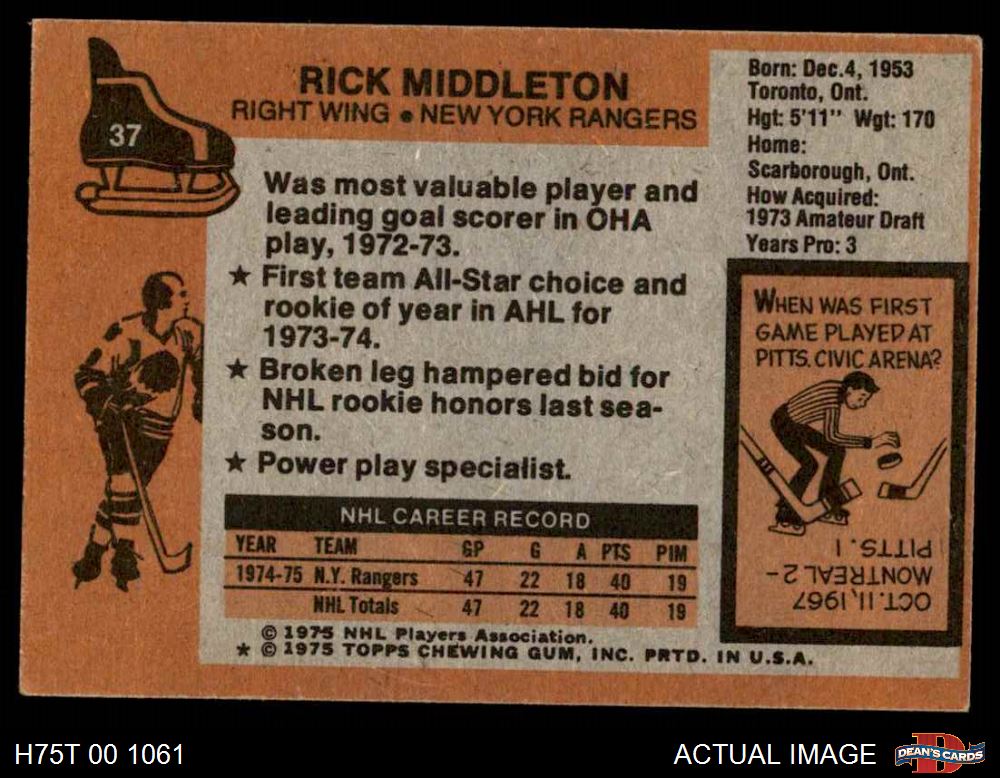 37
RICK MIDDLETON
RIGHT WING ● NEW YORK RANGERS
Was most valuable player and
leading goal scorer in OHA
play, 1972-73.
★ First team All-Star choice and
rookie of year in AHL for
1973-74.
★ Broken leg hampered bid for
NHL rookie honors last sea-
son.
★ Power play specialist.
NHL CAREER RECORD
YEAR TEAM GP G A PTS PIM
1974-75 N.Y. Rangers 47 22 18 40 19
NHL Totals 47 22 18 40 19
© 1975 NHL Players Association.
★ © 1975 TOPPS CHEWING GUM, INC. PRTD. IN U.S.A.
Born: Dec.4, 1953
Toronto, Ont.
Hgt: 5'11" Wgt: 170
Home:
Scarborough, Ont.
How Acquired:
1973 Amateur Draft
Years Pro: 3
WHEN WAS FIRST
GAME PLAYED AT
PITTS. CIVIC ARENA?
OCT. 11, 1967
MONTREAL 2-
PITTS. 1
H75T 00 1061
ACTUAL IMAGE
D
DEAN'S CARDS